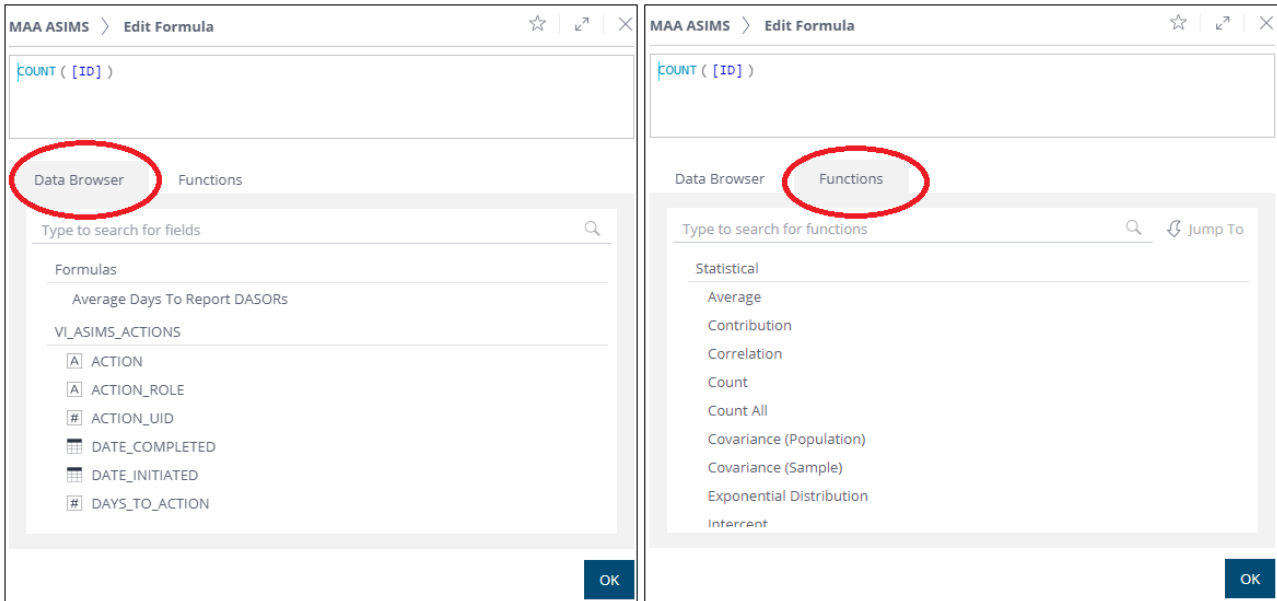 MAA ASIMS > Edit Formula
COUNT ( [ID] )
Data Browser Functions
Type to search for fields
Formulas
Average Days To Report DASORs
VI_ASIMS_ACTIONS
A ACTION
A ACTION_ROLE
# ACTION_UID
DATE_COMPLETED
DATE_INITIATED
# DAYS_TO_ACTION
OK
MAA ASIMS > Edit Formula
COUNT ( [ID] )
Data Browser Functions
Type to search for functions Jump To
Statistical
Average
Contribution
Correlation
Count
Count All
Covariance (Population)
Covariance (Sample)
Exponential Distribution
Intercept
OK